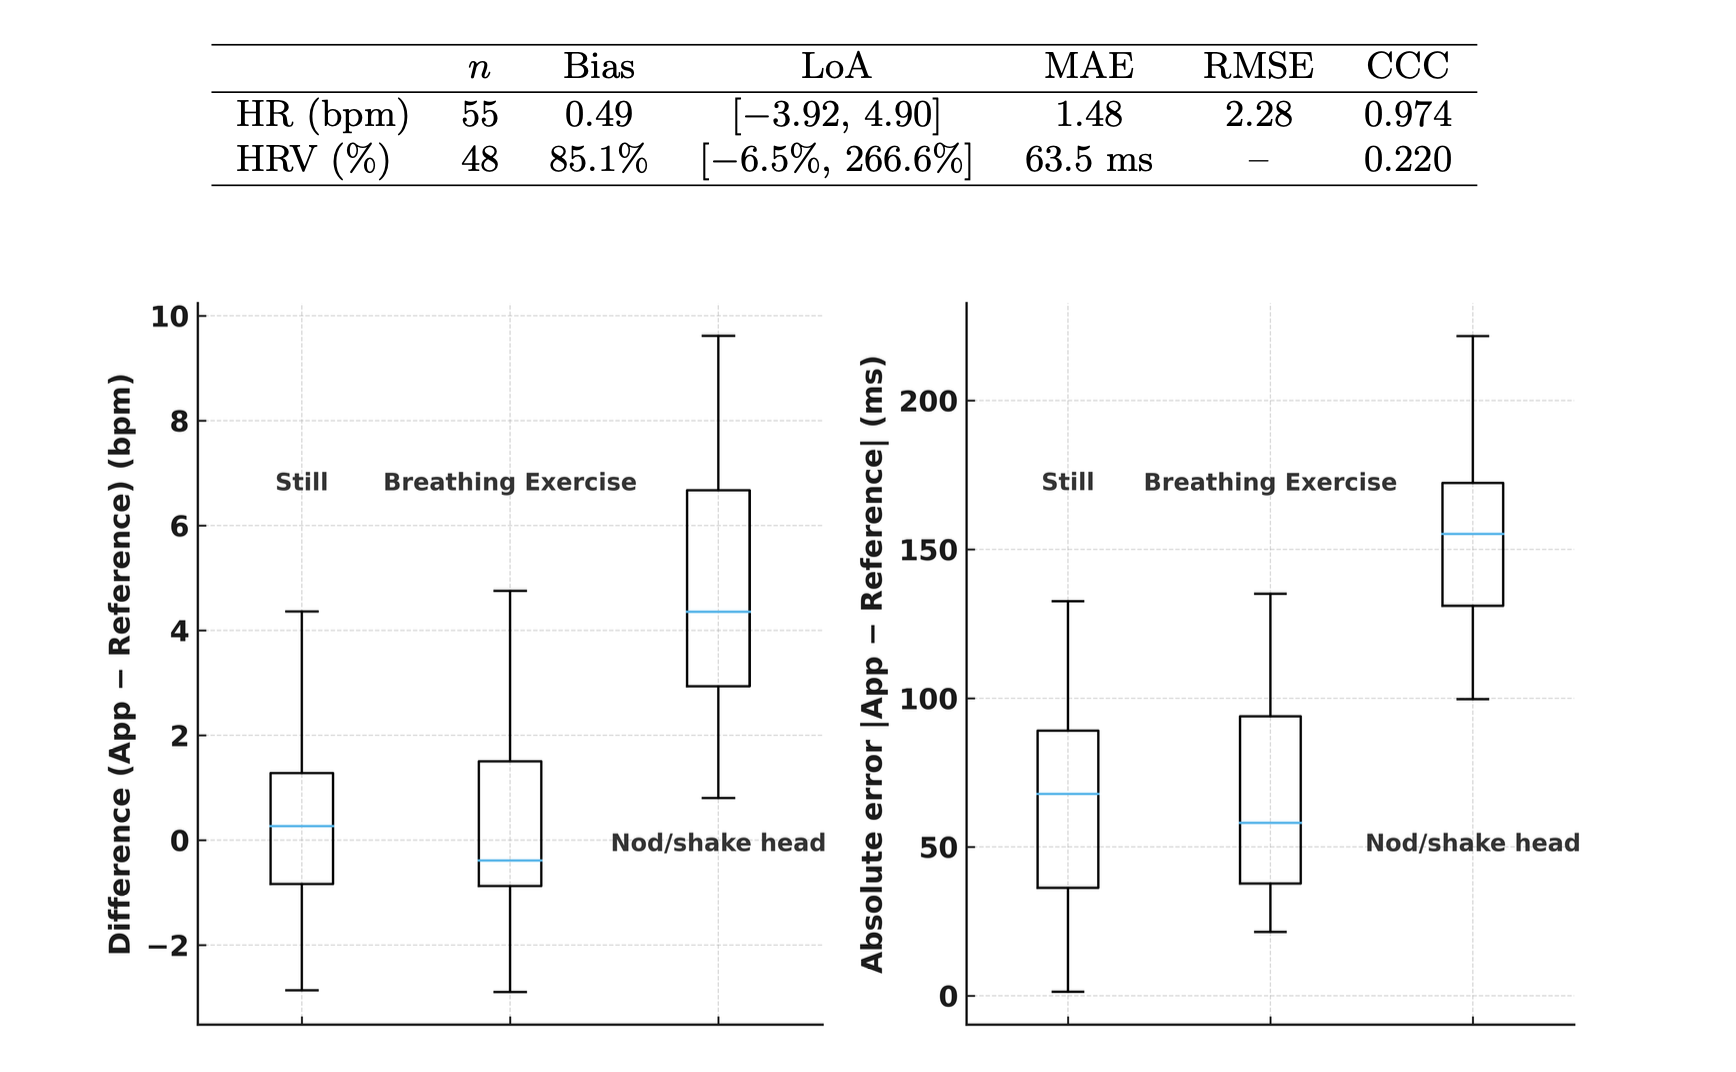 n Bias LoA MAE RMSE CCC
HR (bpm) 55 0.49 [−3.92, 4.90] 1.48 2.28 0.974
HRV (%) 48 85.1% [−6.5%, 266.6%] 63.5 ms – 0.220
Difference (App − Reference) (bpm)
10
8
6
4
2
0
−2
Still
Breathing Exercise
Nod/shake head
Absolute error |App − Reference| (ms)
200
150
100
50
0
Still
Breathing Exercise
Nod/shake head